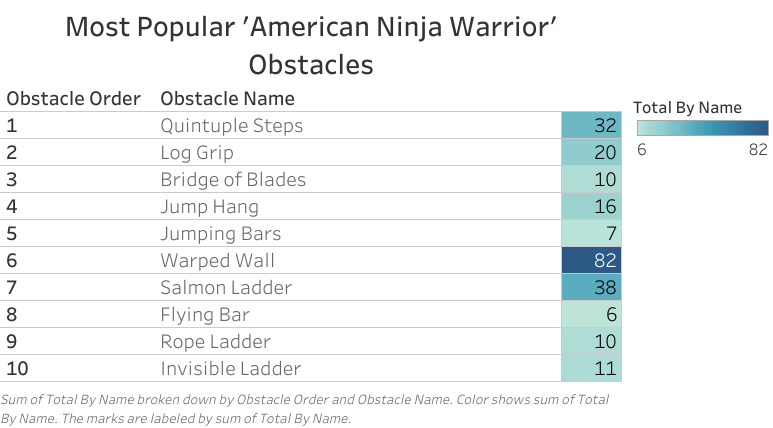 Most Popular 'American Ninja Warrior'
Obstacles
Obstacle Order Obstacle Name
Total By Name
6 82
1 Quintuple Steps 32
2 Log Grip 20
3 Bridge of Blades 10
4 Jump Hang 16
5 Jumping Bars 7
6 Warped Wall 82
7 Salmon Ladder 38
8 Flying Bar 6
9 Rope Ladder 10
10 Invisible Ladder 11
Sum of Total By Name broken down by Obstacle Order and Obstacle Name. Color shows sum of Total
By Name. The marks are labeled by sum of Total By Name.